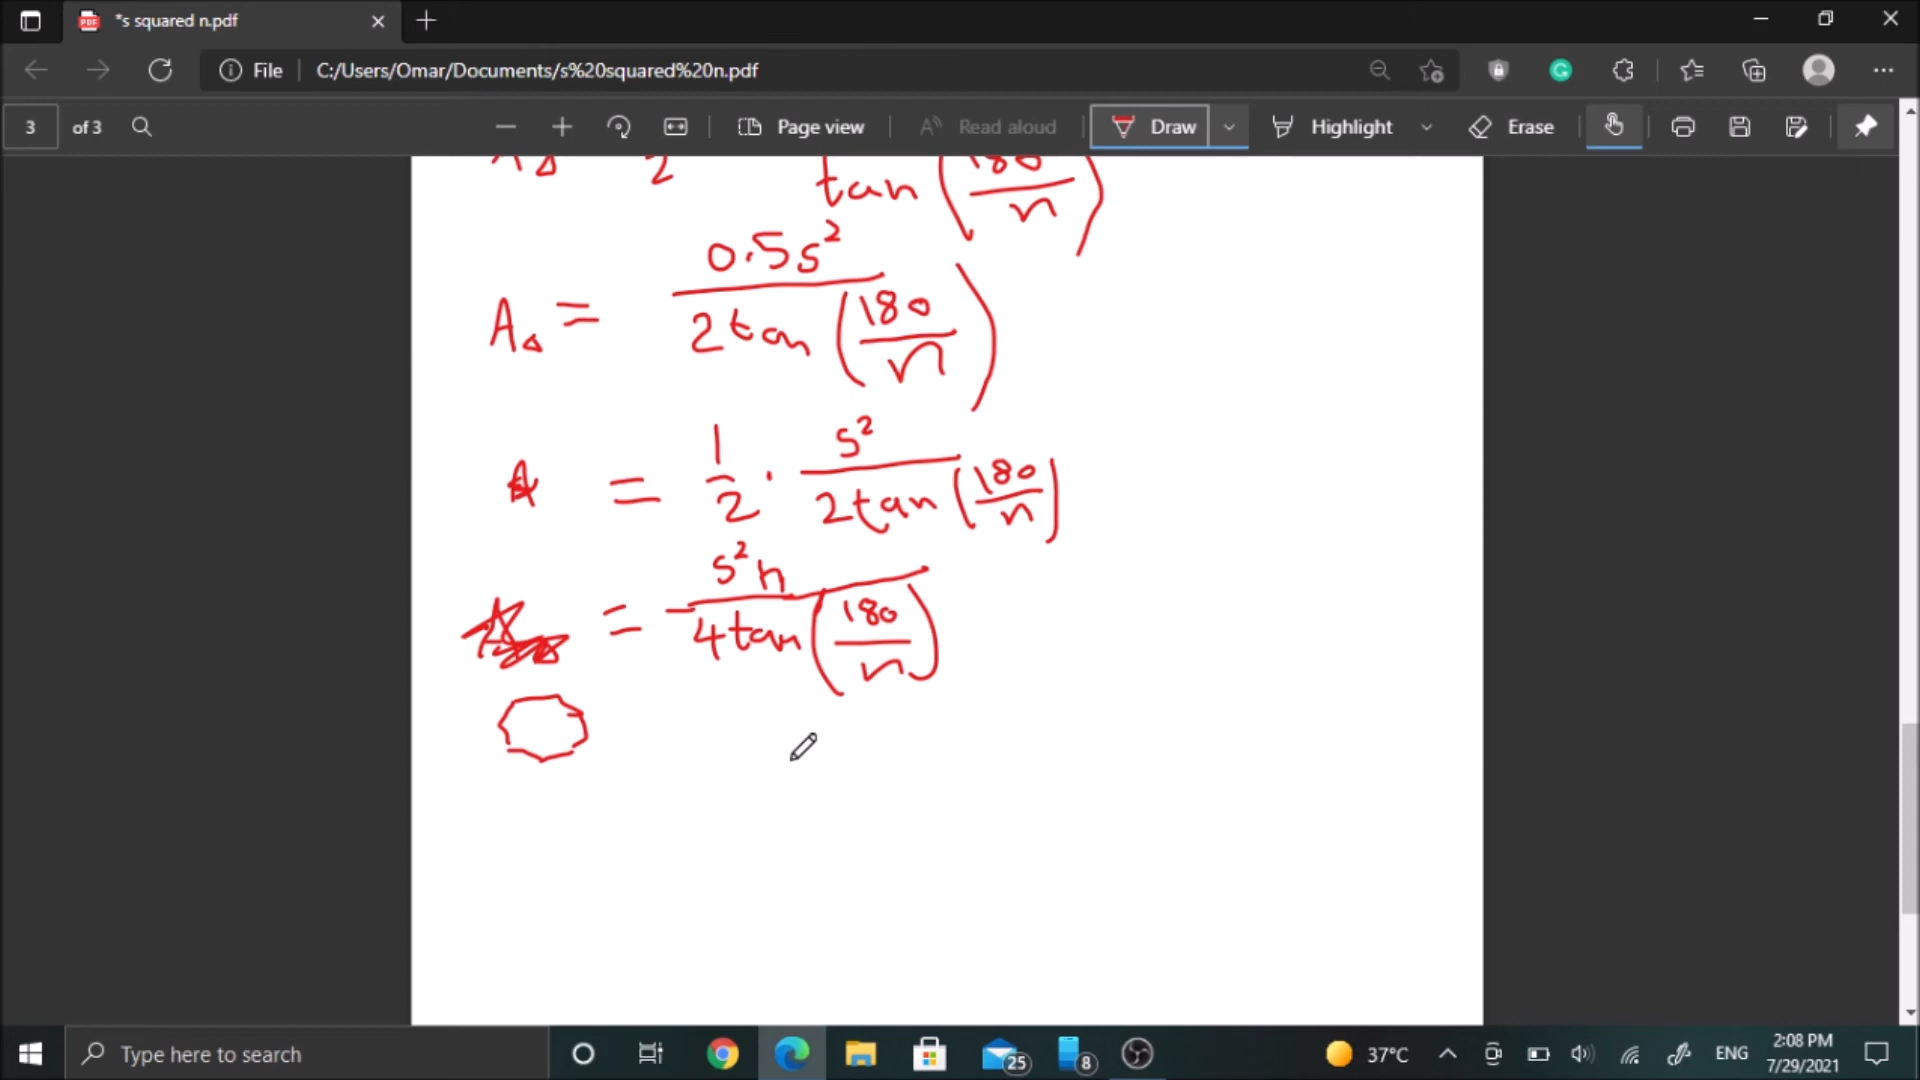 *s squared n.pdf
File C:/Users/Omar/Documents/s%20squared%20n.pdf
3 of 3 Page view Read aloud Draw Highlight Erase
A△ 2 tan (180/n)
A△ = 0.5s²/2tan(180/n)
= 1/2 · s²/2tan(180/n)
= s²n/4tan(180/n)
Type here to search 25 8 37°C ENG 2:08 PM
7/29/2021